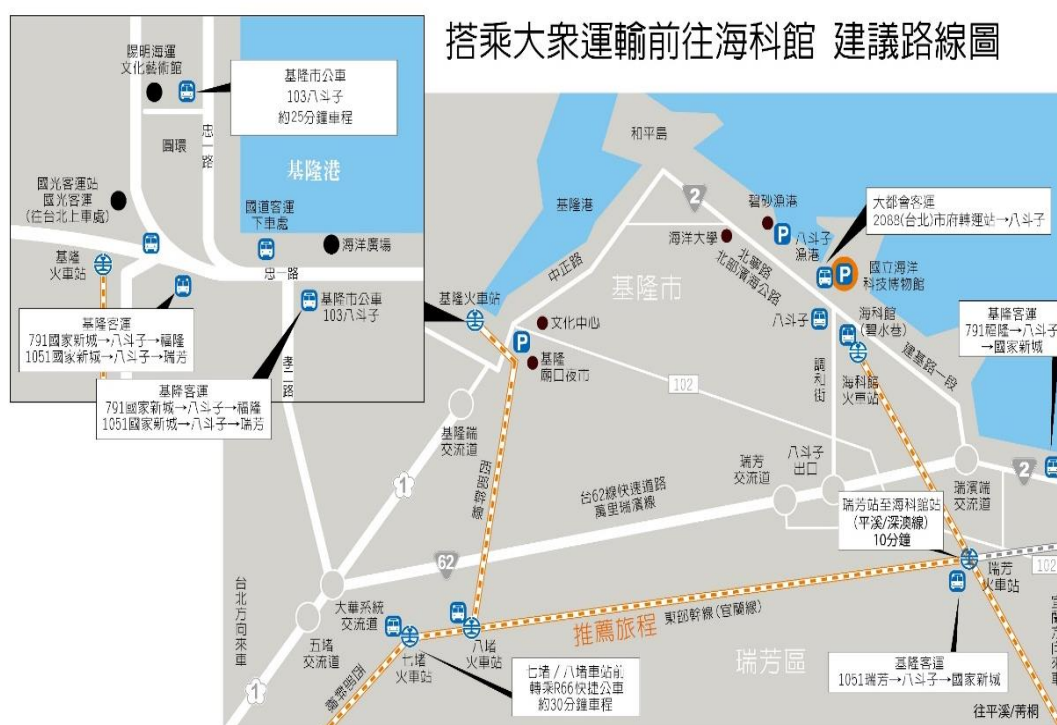 搭乘大眾運輸前往海科館 建議路線圖
陽明海運
文化藝術館
基隆市公車
103八斗子
約25分鐘車程
忠一路
圓環
基隆港
國光客運站
國光客運
(往台北上車處)
國道客運
下車處
海洋廣場
基隆
火車站
忠一路
基隆市公車
103八斗子
孝二路
基隆客運
791國家新城→八斗子→福隆
1051國家新城→八斗子→瑞芳
基隆客運
791國家新城→八斗子→福隆
1051國家新城→八斗子→瑞芳
和平島
基隆港
2
碧砂漁港
海洋大學
八斗子
漁港
大都會客運
2088(台北)市府轉運站→八斗子
國立海洋
科技博物館
中正路
北寧路
北部濱海公路
基隆市
基隆火車站
文化中心
基隆
廟口夜市
八斗子
海科館
(碧水巷)
海科館
火車站
調和街
建基路一段
基隆客運
791福隆→八斗子
→國家新城
102
基隆端
交流道
西部幹線
1
瑞芳
交流道
八斗子
出口
台62線快速道路
萬里瑞濱線
62
瑞濱端
交流道
2
瑞芳站至海科館站
(平溪/深澳線)
10分鐘
瑞芳
火車站
102
台北方向來車
大華系統
交流道
五堵
交流道
七堵
火車站
八堵
火車站
推薦旅程
東部幹線(宜蘭線)
瑞芳區
1
西部幹線
七堵/八堵車站前
轉乘R66快捷公車
約30分鐘車程
基隆客運
1051瑞芳→八斗子→國家新城
往平溪/菁桐